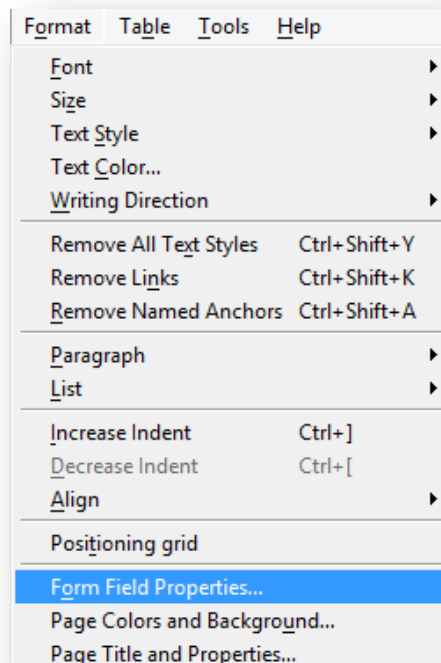 Format Table Tools Help
Font
Size
Text Style
Text Color...
Writing Direction
Remove All Text Styles Ctrl+Shift+Y
Remove Links Ctrl+Shift+K
Remove Named Anchors Ctrl+Shift+A
Paragraph
List
Increase Indent Ctrl+]
Decrease Indent Ctrl+[
Align
Positioning grid
Form Field Properties...
Page Colors and Background...
Page Title and Properties...